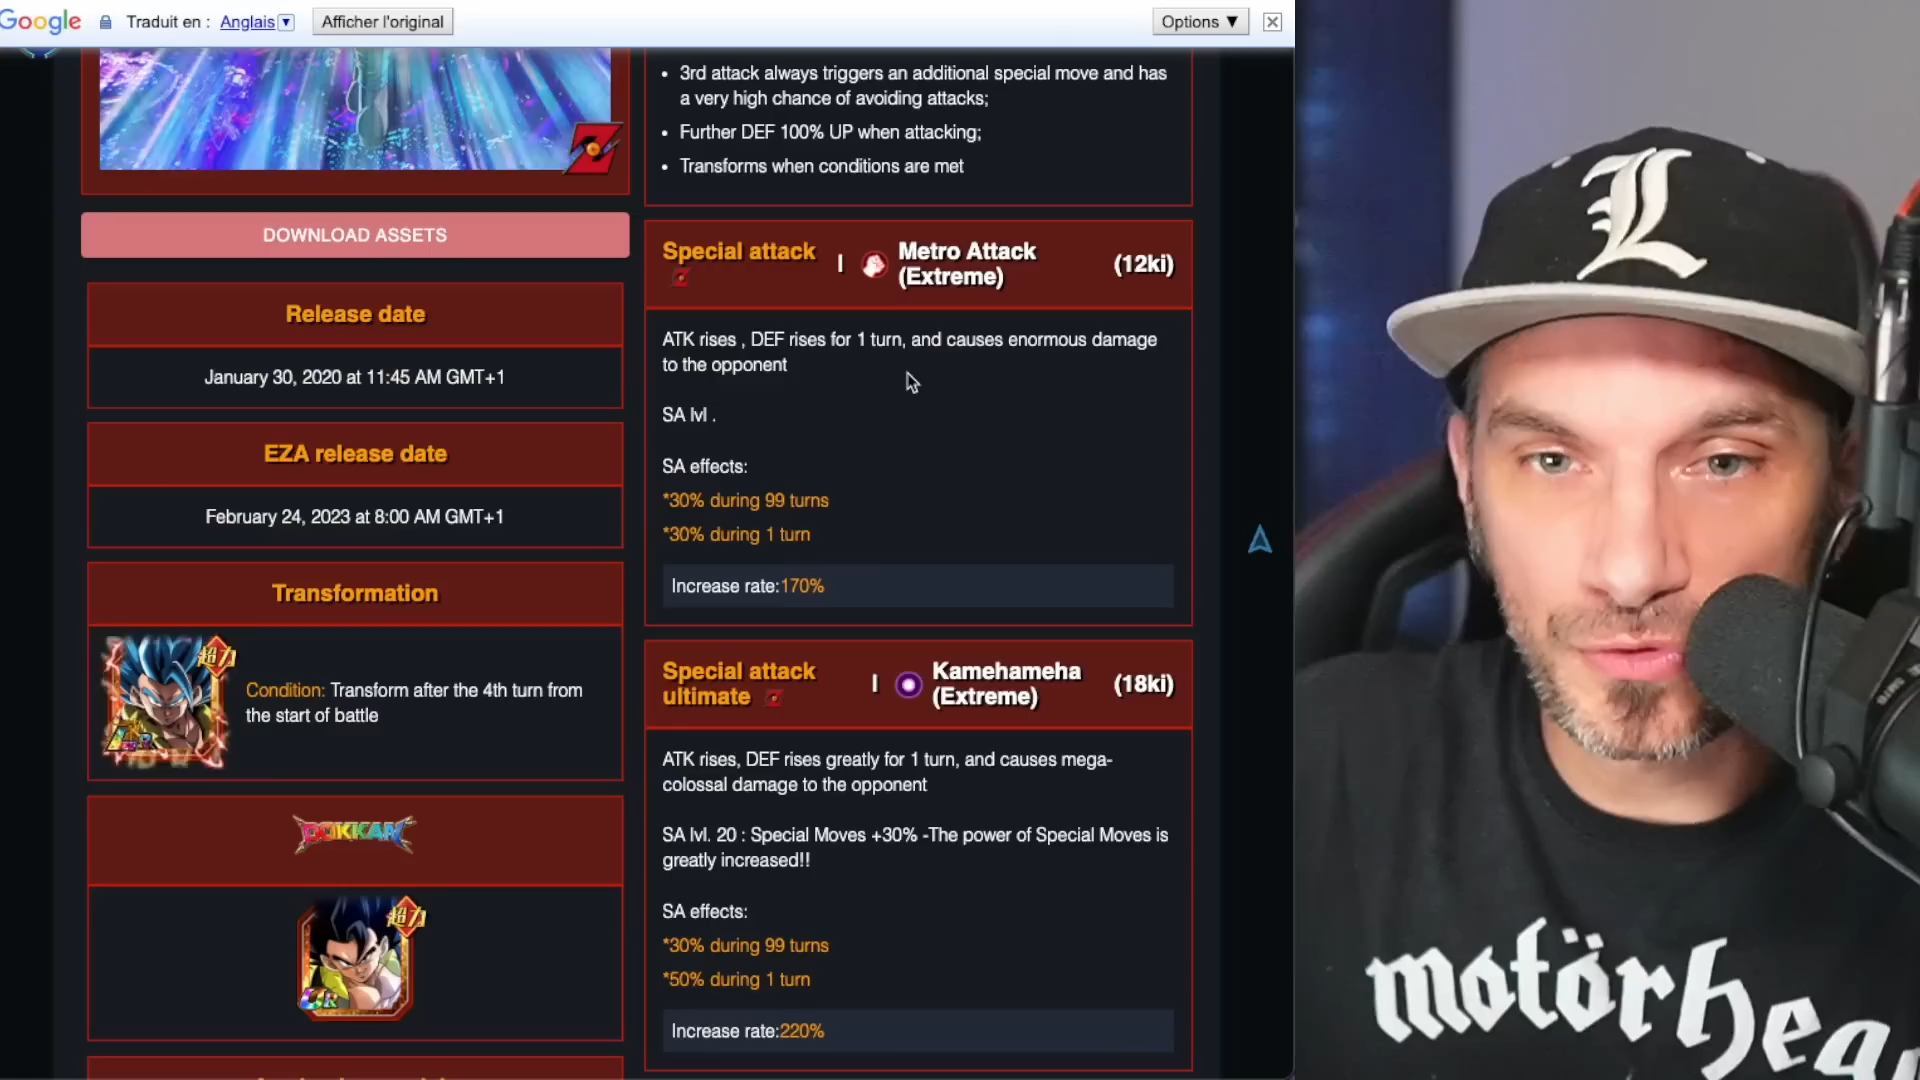 Google Traduit en : Anglais ▼ Afficher l'original Options ▼
• 3rd attack always triggers an additional special move and has
a very high chance of avoiding attacks;
• Further DEF 100% UP when attacking;
• Transforms when conditions are met
DOWNLOAD ASSETS
Release date
January 30, 2020 at 11:45 AM GMT+1
EZA release date
February 24, 2023 at 8:00 AM GMT+1
Transformation
超力
LR
Condition: Transform after the 4th turn from
the start of battle
DOKKAN
超力
LR
Special attack | Metro Attack
(Extreme) (12ki)
ATK rises , DEF rises for 1 turn, and causes enormous damage
to the opponent
SA lvl .
SA effects:
*30% during 99 turns
*30% during 1 turn
Increase rate:170%
Special attack
ultimate | Kamehameha
(Extreme) (18ki)
ATK rises, DEF rises greatly for 1 turn, and causes mega-
colossal damage to the opponent
SA lvl. 20 : Special Moves +30% -The power of Special Moves is
greatly increased!!
SA effects:
*30% during 99 turns
*50% during 1 turn
Increase rate:220%
L
motörhea